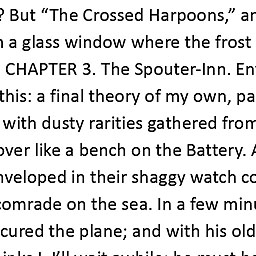 ? But “The Crossed Harpoons,” an
a glass window where the frost
CHAPTER 3. The Spouter-Inn. En
this: a final theory of my own, pa
with dusty rarities gathered from
over like a bench on the Battery. A
nveloped in their shaggy watch co
comrade on the sea. In a few minu
cured the plane; and with his old